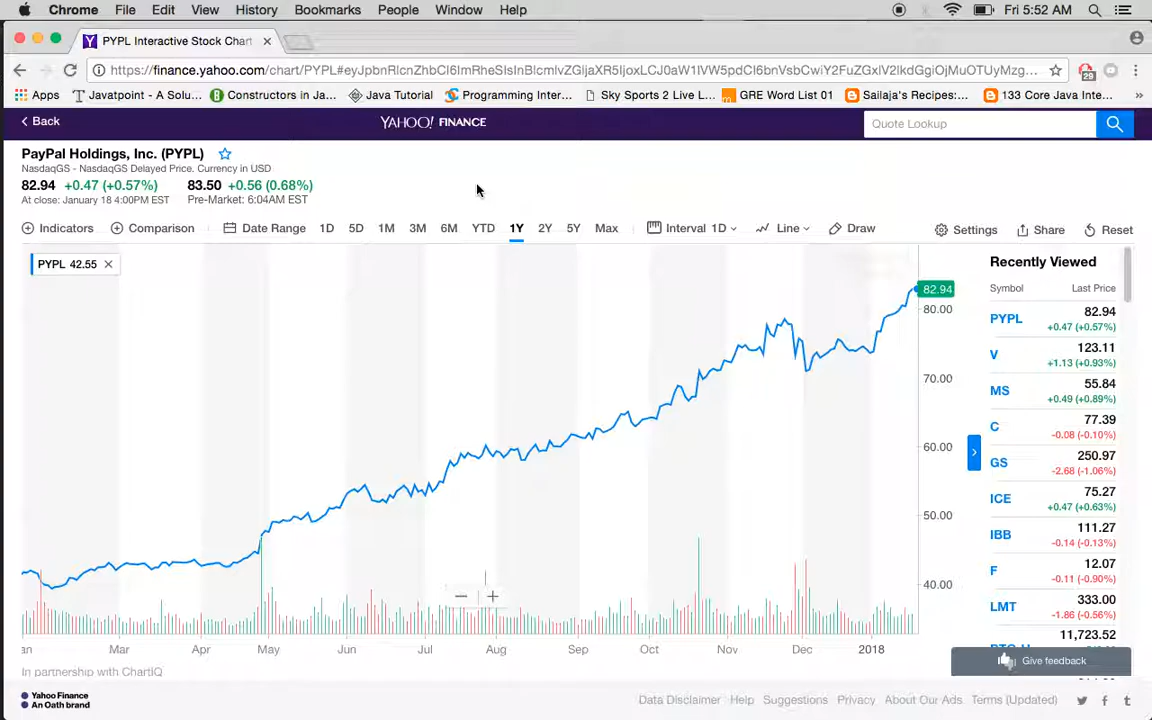 Chrome File Edit View History Bookmarks People Window Help Fri 5:52 AM
PYPL Interactive Stock Chart
https://finance.yahoo.com/chart/PYPL#
29
Apps Javatpoint - A Solu... Constructors in Ja... Java Tutorial Programming Inter... Sky Sports 2 Live L... GRE Word List 01 Sailaja's Recipes:... 133 Core Java Inte... »
Back YAHOO! FINANCE Quote Lookup
PayPal Holdings, Inc. (PYPL)
NasdaqGS - NasdaqGS Delayed Price. Currency in USD
82.94 +0.47 (+0.57%) 83.50 +0.56 (0.68%)
At close: January 18 4:00PM EST Pre-Market: 6:04AM EST
Indicators Comparison Date Range 1D 5D 1M 3M 6M YTD 1Y 2Y 5Y Max Interval 1D Line Draw Settings Share Reset
PYPL 42.55
82.94
80.00
70.00
60.00
50.00
40.00
Mar Apr May Jun Jul Aug Sep Oct Nov Dec 2018
In partnership with ChartIQ
Recently Viewed
Symbol Last Price
PYPL 82.94
+0.47 (+0.57%)
V 123.11
+1.13 (+0.93%)
MS 55.84
+0.49 (+0.89%)
C 77.39
-0.08 (-0.10%)
GS 250.97
-2.68 (-1.06%)
ICE 75.27
+0.47 (+0.63%)
IBB 111.27
-0.14 (-0.13%)
F 12.07
-0.11 (-0.90%)
LMT 333.00
-1.86 (-0.56%)
11,723.52
Give feedback
Yahoo Finance
An Oath brand
Data Disclaimer Help Suggestions Privacy About Our Ads Terms (Updated)